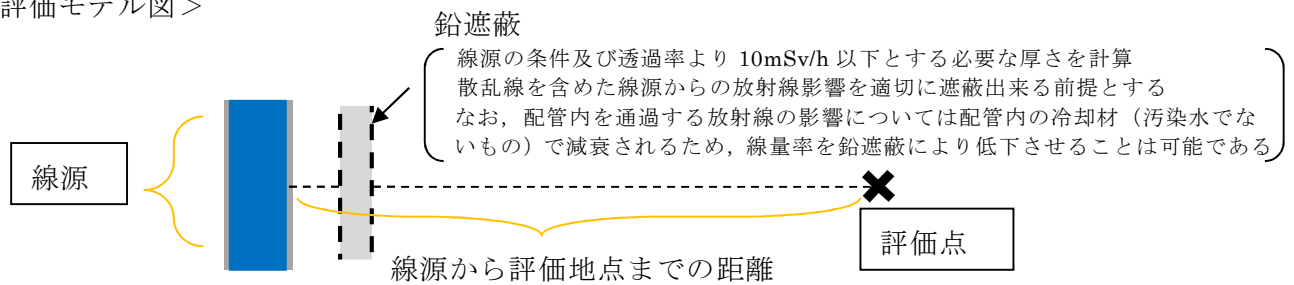 評価モデル図＞
鉛遮蔽
線源の条件及び透過率より 10mSv/h 以下とする必要な厚さを計算
散乱線を含めた線源からの放射線影響を適切に遮蔽出来る前提とする
なお，配管内を通過する放射線の影響については配管内の冷却材（汚染水でな
いもの）で減衰されるため，線量率を鉛遮蔽により低下させることは可能である
線源
評価点
線源から評価地点までの距離